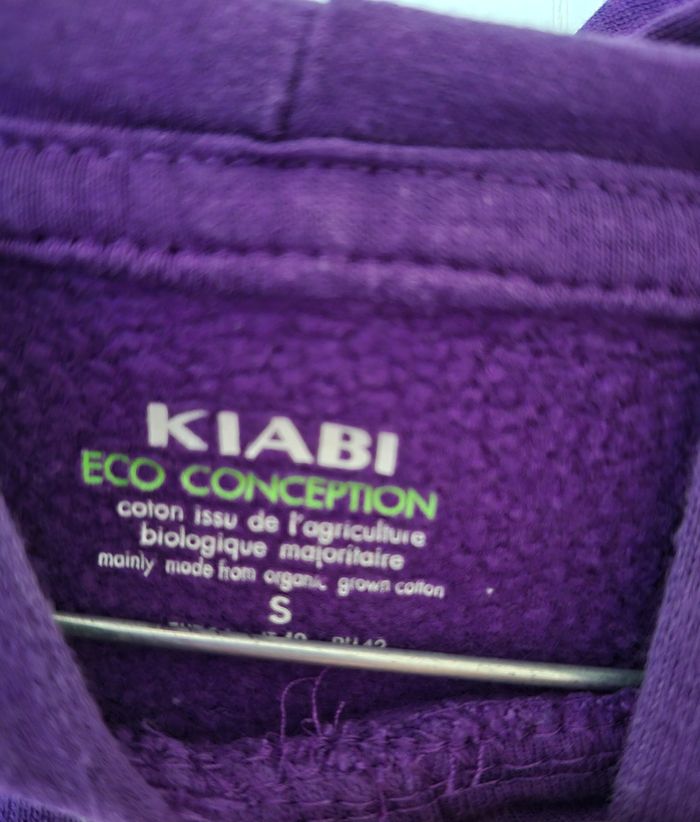 KIABI
ECO CONCEPTION
coton issu de l'agriculture
biologique majoritaire
mainly made from organic grown cotton
S